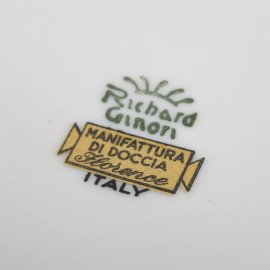 Richard
Ginori
MANIFATTURA
DI DOCCIA
Florence
ITALY